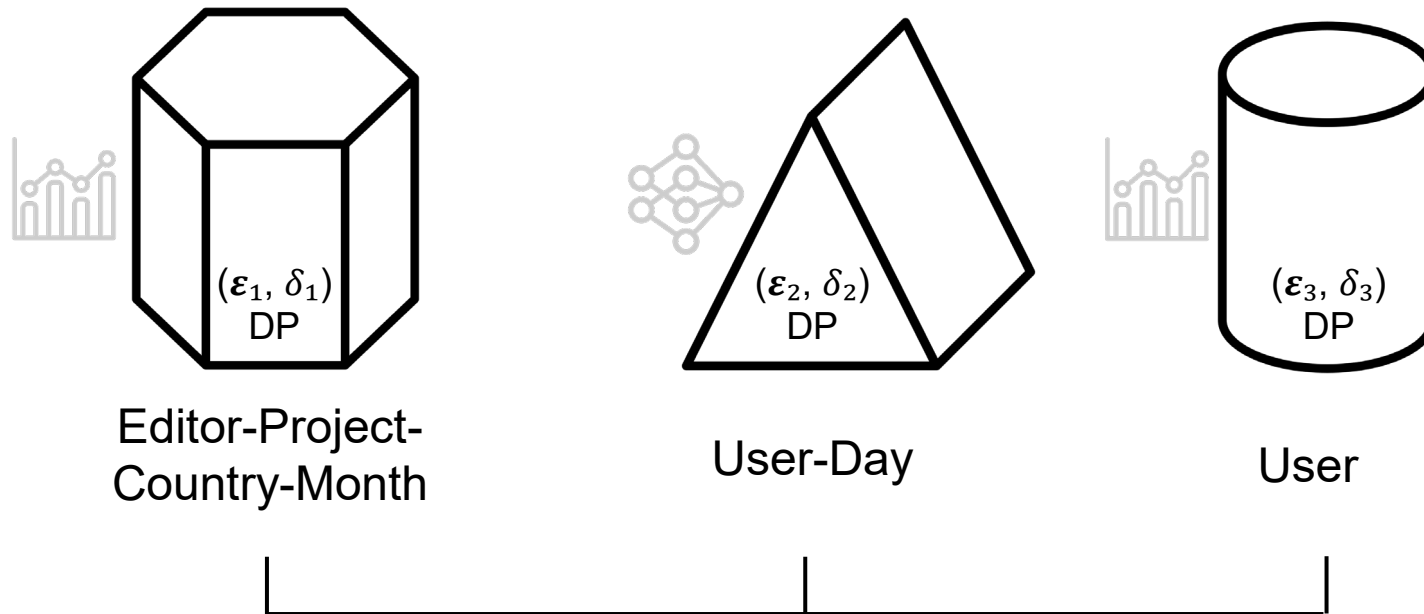 (𝜺₁, 𝛿₁)
DP
(𝜺₂, 𝛿₂)
DP
(𝜺₃, 𝛿₃)
DP
Editor-Project-
Country-Month
User-Day
User